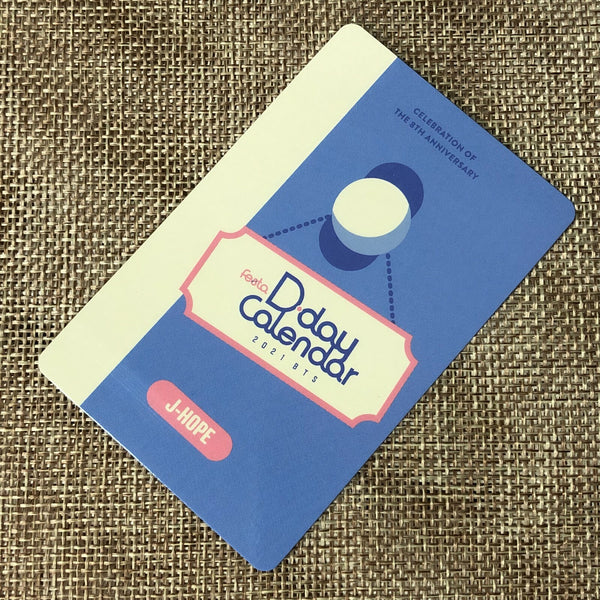 CELEBRATION OF
THE 8TH ANNIVERSARY
Festa
D-day
Calendar
2021 BTS
J-HOPE